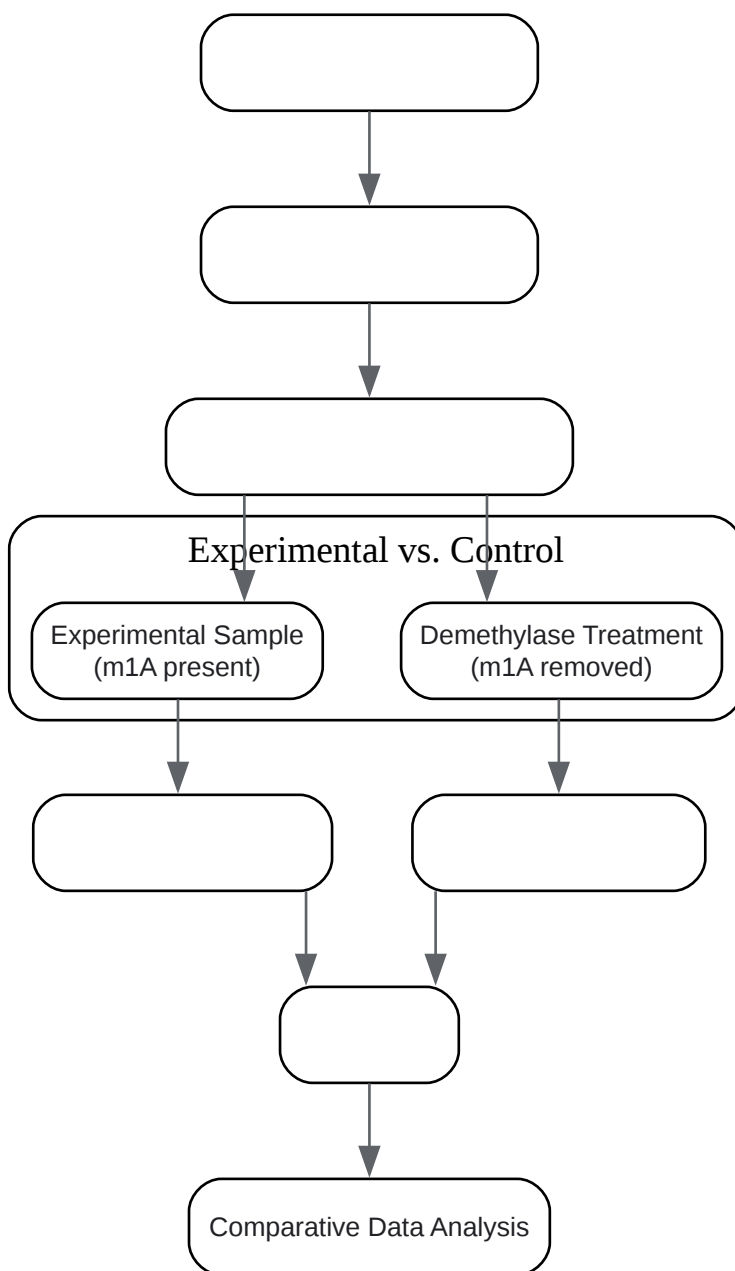 Experimental vs. Control
Experimental Sample
(m1A present)
Demethylase Treatment
(m1A removed)
Comparative Data Analysis